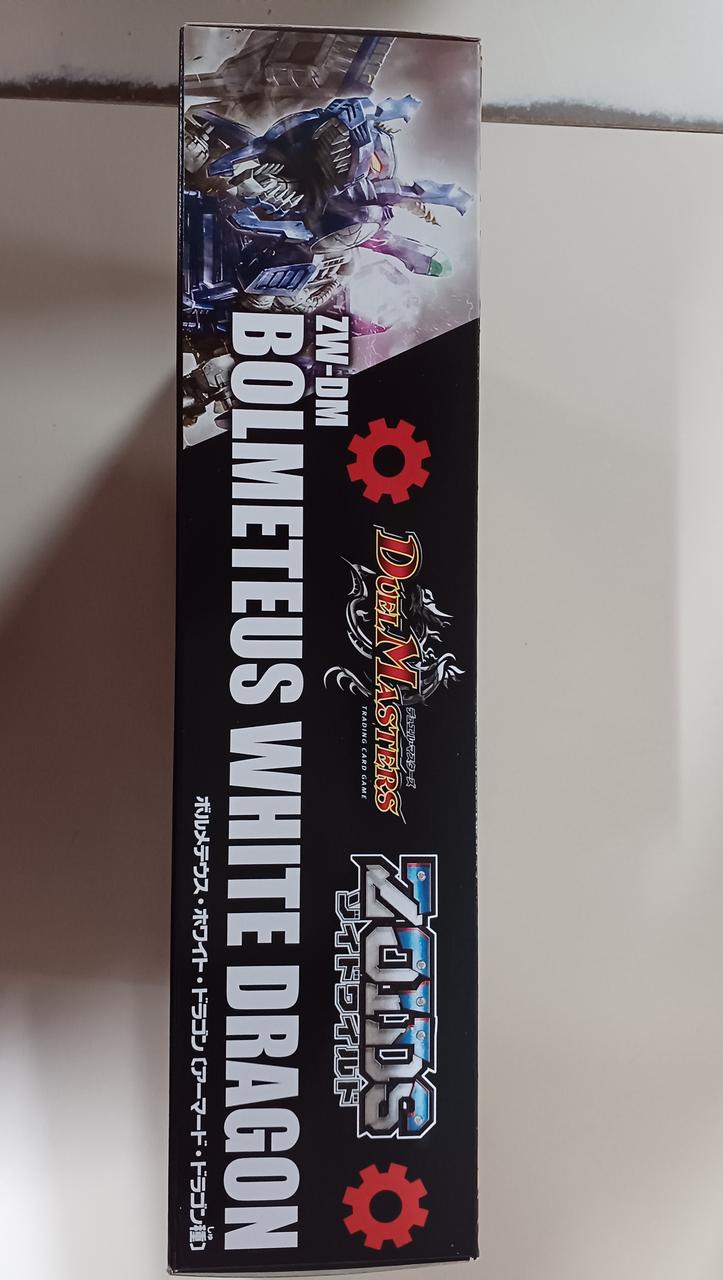 DUEL MASTERS
デュエル・マスターズ
TRADING CARD GAME
ZOIDS
ゾイドワイルド
ZW-DM
BOLMETEUS WHITE DRAGON
ボルメテウス・ホワイト・ドラゴン〔アーマード・ドラゴン種〕
しゅ